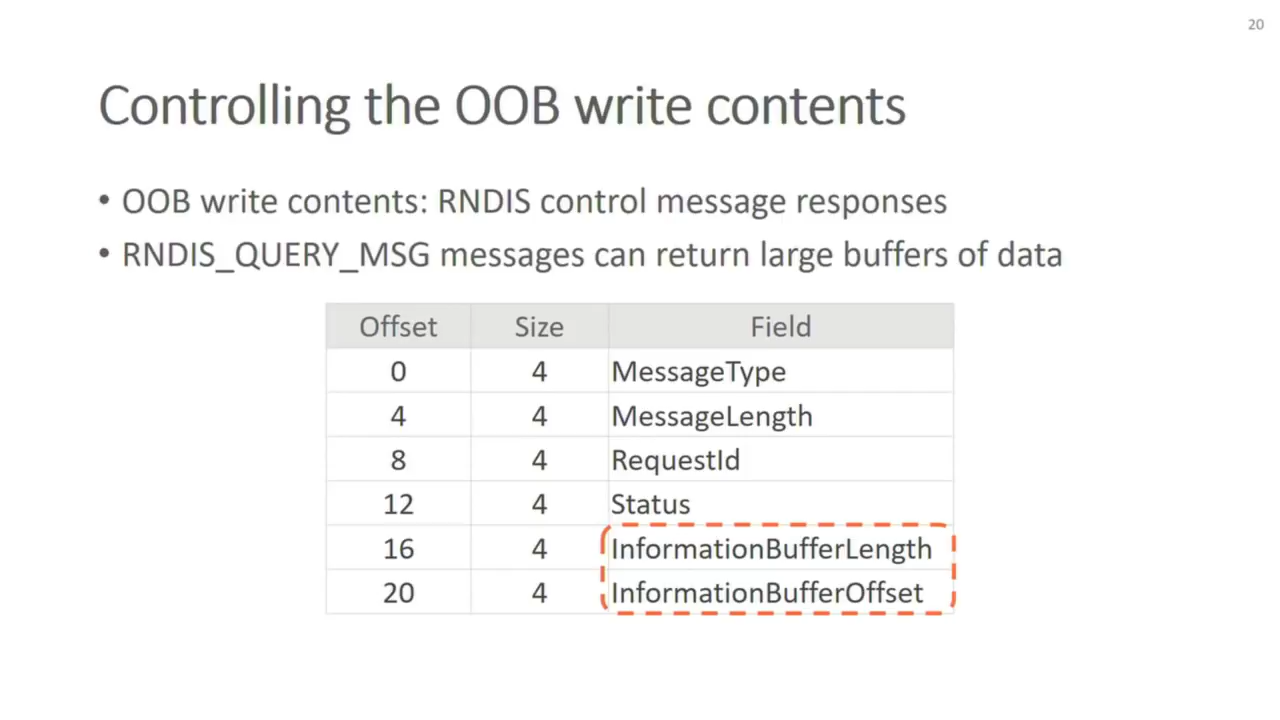 20
Controlling the OOB write contents
• OOB write contents: RNDIS control message responses
• RNDIS_QUERY_MSG messages can return large buffers of data
Offset Size Field
0 4 MessageType
4 4 MessageLength
8 4 RequestId
12 4 Status
16 4 InformationBufferLength
20 4 InformationBufferOffset